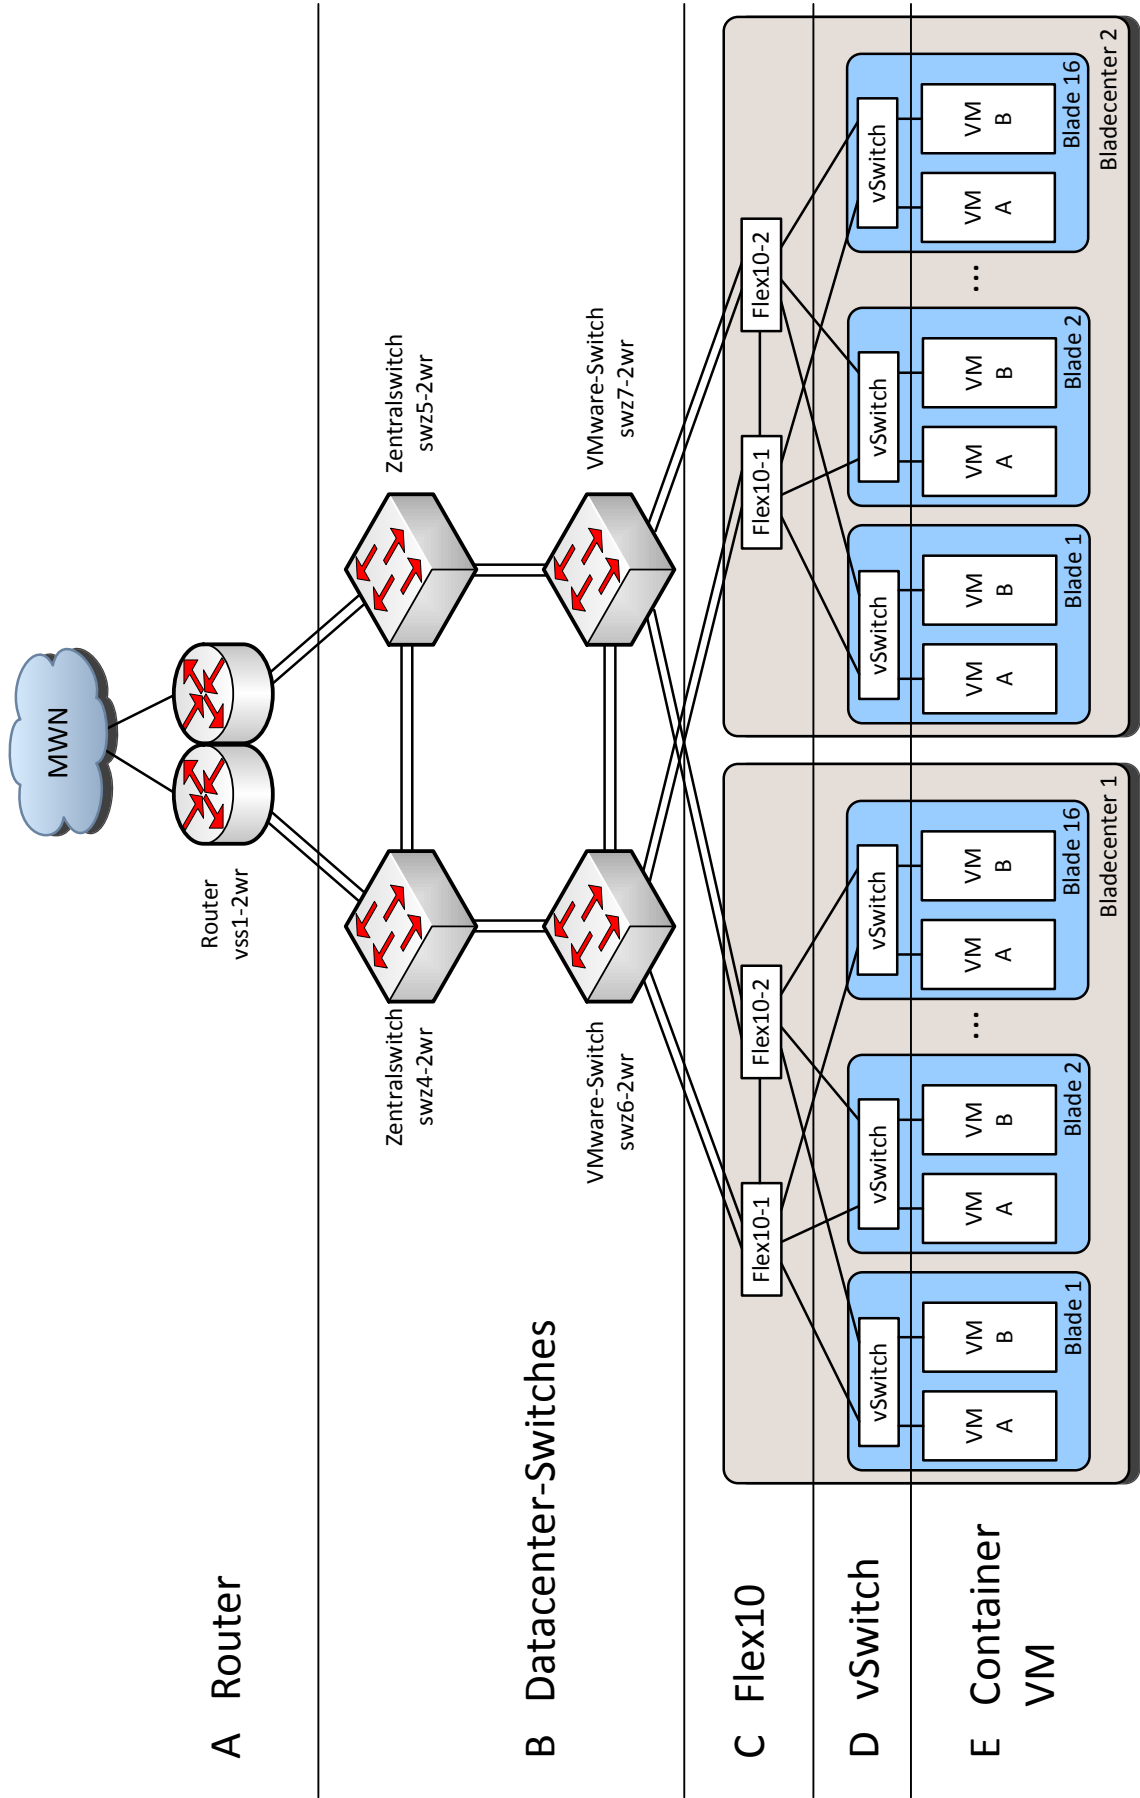 MWN
A Router
Router
vss1-2wr
B Datacenter-Switches
Zentralswitch
swz4-2wr
Zentralswitch
swz5-2wr
VMware-Switch
swz6-2wr
VMware-Switch
swz7-2wr
C Flex10
Flex10-1
Flex10-2
Flex10-1
Flex10-2
D vSwitch
vSwitch
vSwitch
vSwitch
vSwitch
vSwitch
vSwitch
E Container
VM
VM
A
VM
B
Blade 1
VM
A
VM
B
Blade 2
...
VM
A
VM
B
Blade 16
Bladecenter 1
VM
A
VM
B
Blade 1
VM
A
VM
B
Blade 2
...
VM
A
VM
B
Blade 16
Bladecenter 2